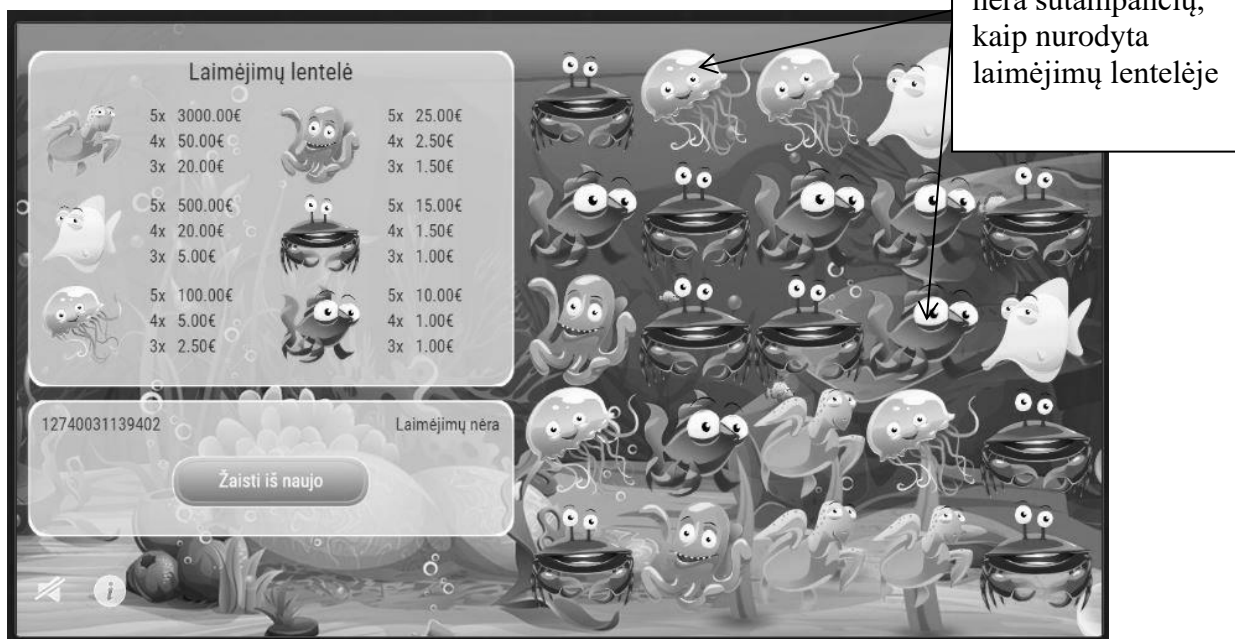 nėra sutampančių,
kaip nurodyta
laimėjimų lentelėje
Laimėjimų lentelė
5x 3000.00€
4x 50.00€
3x 20.00€
5x 25.00€
4x 2.50€
3x 1.50€
5x 500.00€
4x 20.00€
3x 5.00€
5x 15.00€
4x 1.50€
3x 1.00€
5x 100.00€
4x 5.00€
3x 2.50€
5x 10.00€
4x 1.00€
3x 1.00€
12740031139402
Laimėjimų nėra
Žaisti iš naujo
i